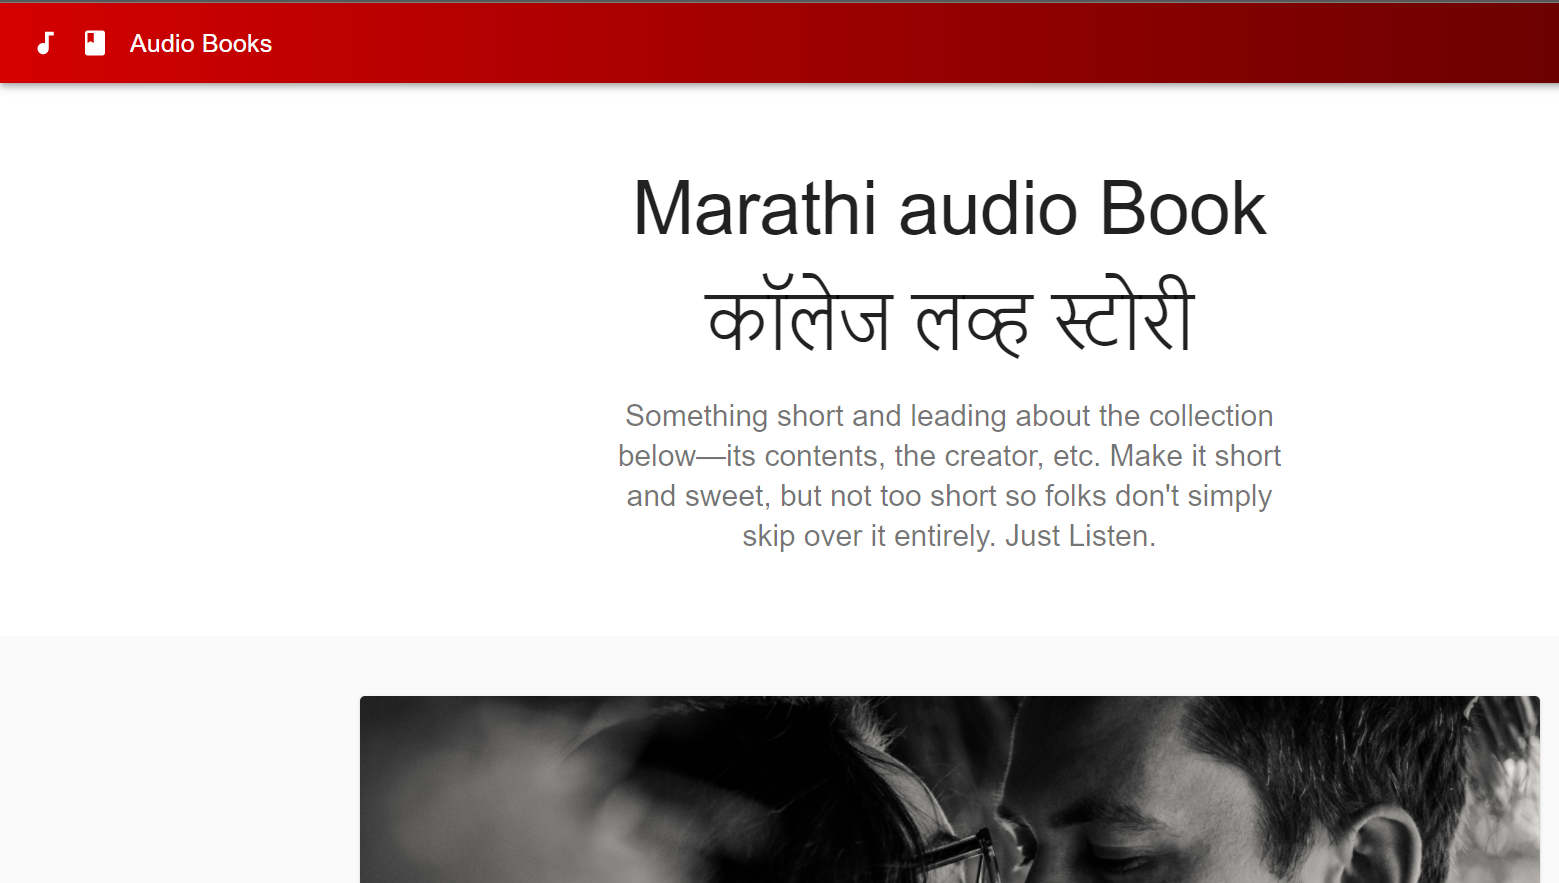 Audio Books
Marathi audio Book
कॉलेज लव्ह स्टोरी
Something short and leading about the collection
below—its contents, the creator, etc. Make it short
and sweet, but not too short so folks don't simply
skip over it entirely. Just Listen.